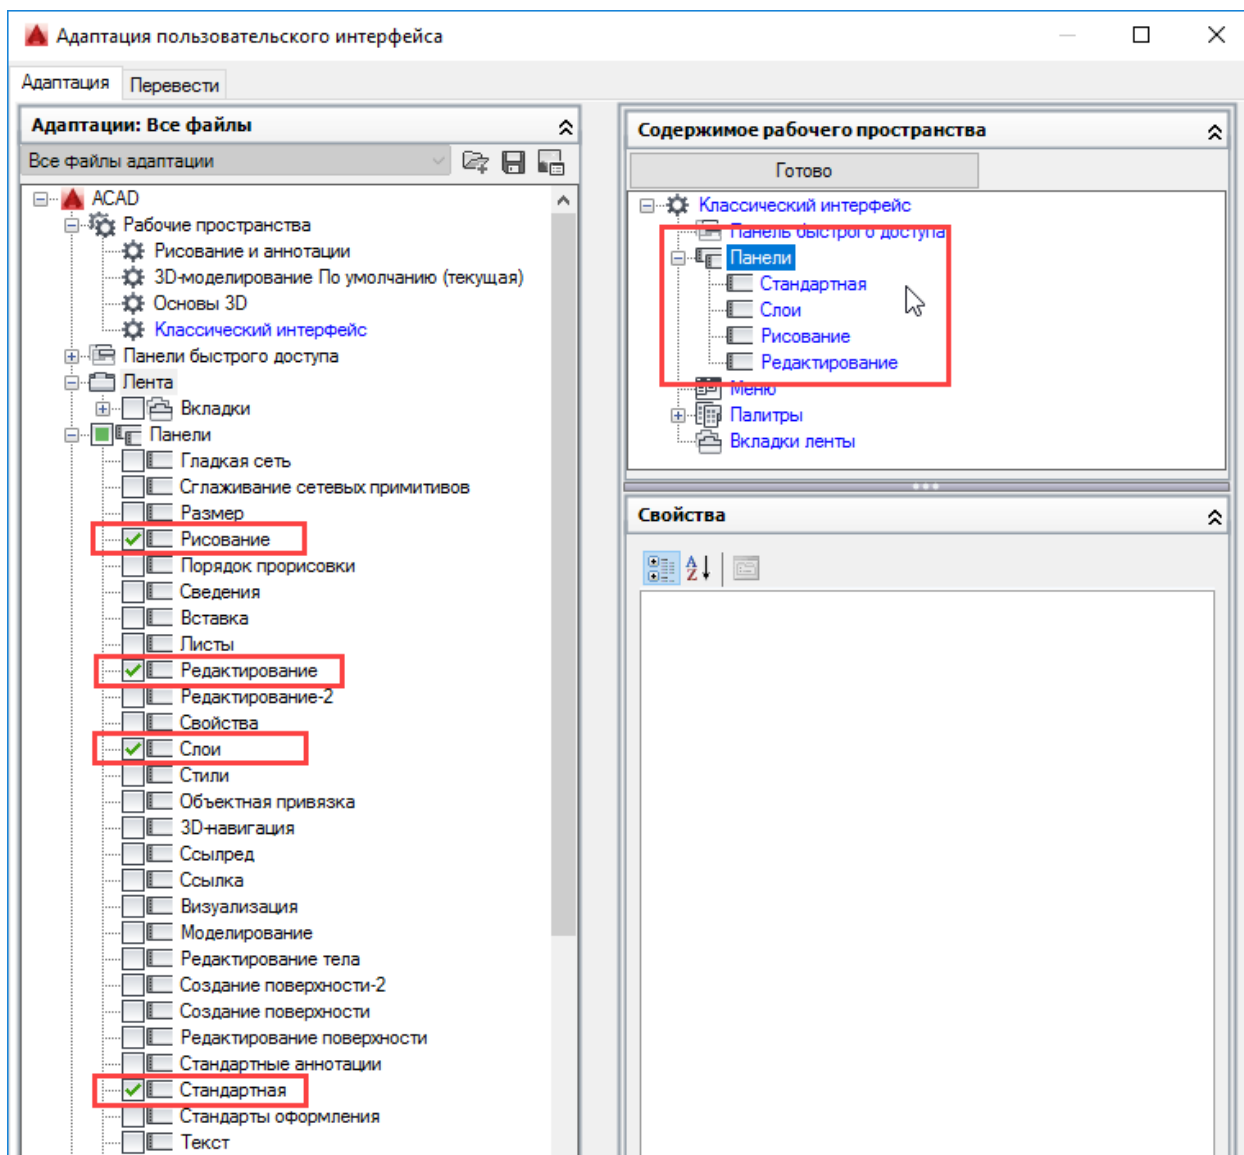 Адаптация пользовательского интерфейса
Адаптация
Перевести
Адаптации: Все файлы
Все файлы адаптации
ACAD
Рабочие пространства
Рисование и аннотации
3D-моделирование По умолчанию (текущая)
Основы 3D
Классический интерфейс
Панели быстрого доступа
Лента
Вкладки
Панели
Гладкая сеть
Сглаживание сетевых примитивов
Размер
Рисование
Порядок прорисовки
Сведения
Вставка
Листы
Редактирование
Редактирование-2
Свойства
Слои
Стили
Объектная привязка
3D-навигация
Ссылред
Ссылка
Визуализация
Моделирование
Редактирование тела
Создание поверхности-2
Создание поверхности
Редактирование поверхности
Стандартные аннотации
Стандартная
Стандарты оформления
Текст
Содержимое рабочего пространства
Готово
Классический интерфейс
Панель быстрого доступа
Панели
Стандартная
Слои
Рисование
Редактирование
Меню
Палитры
Вкладки ленты
Свойства